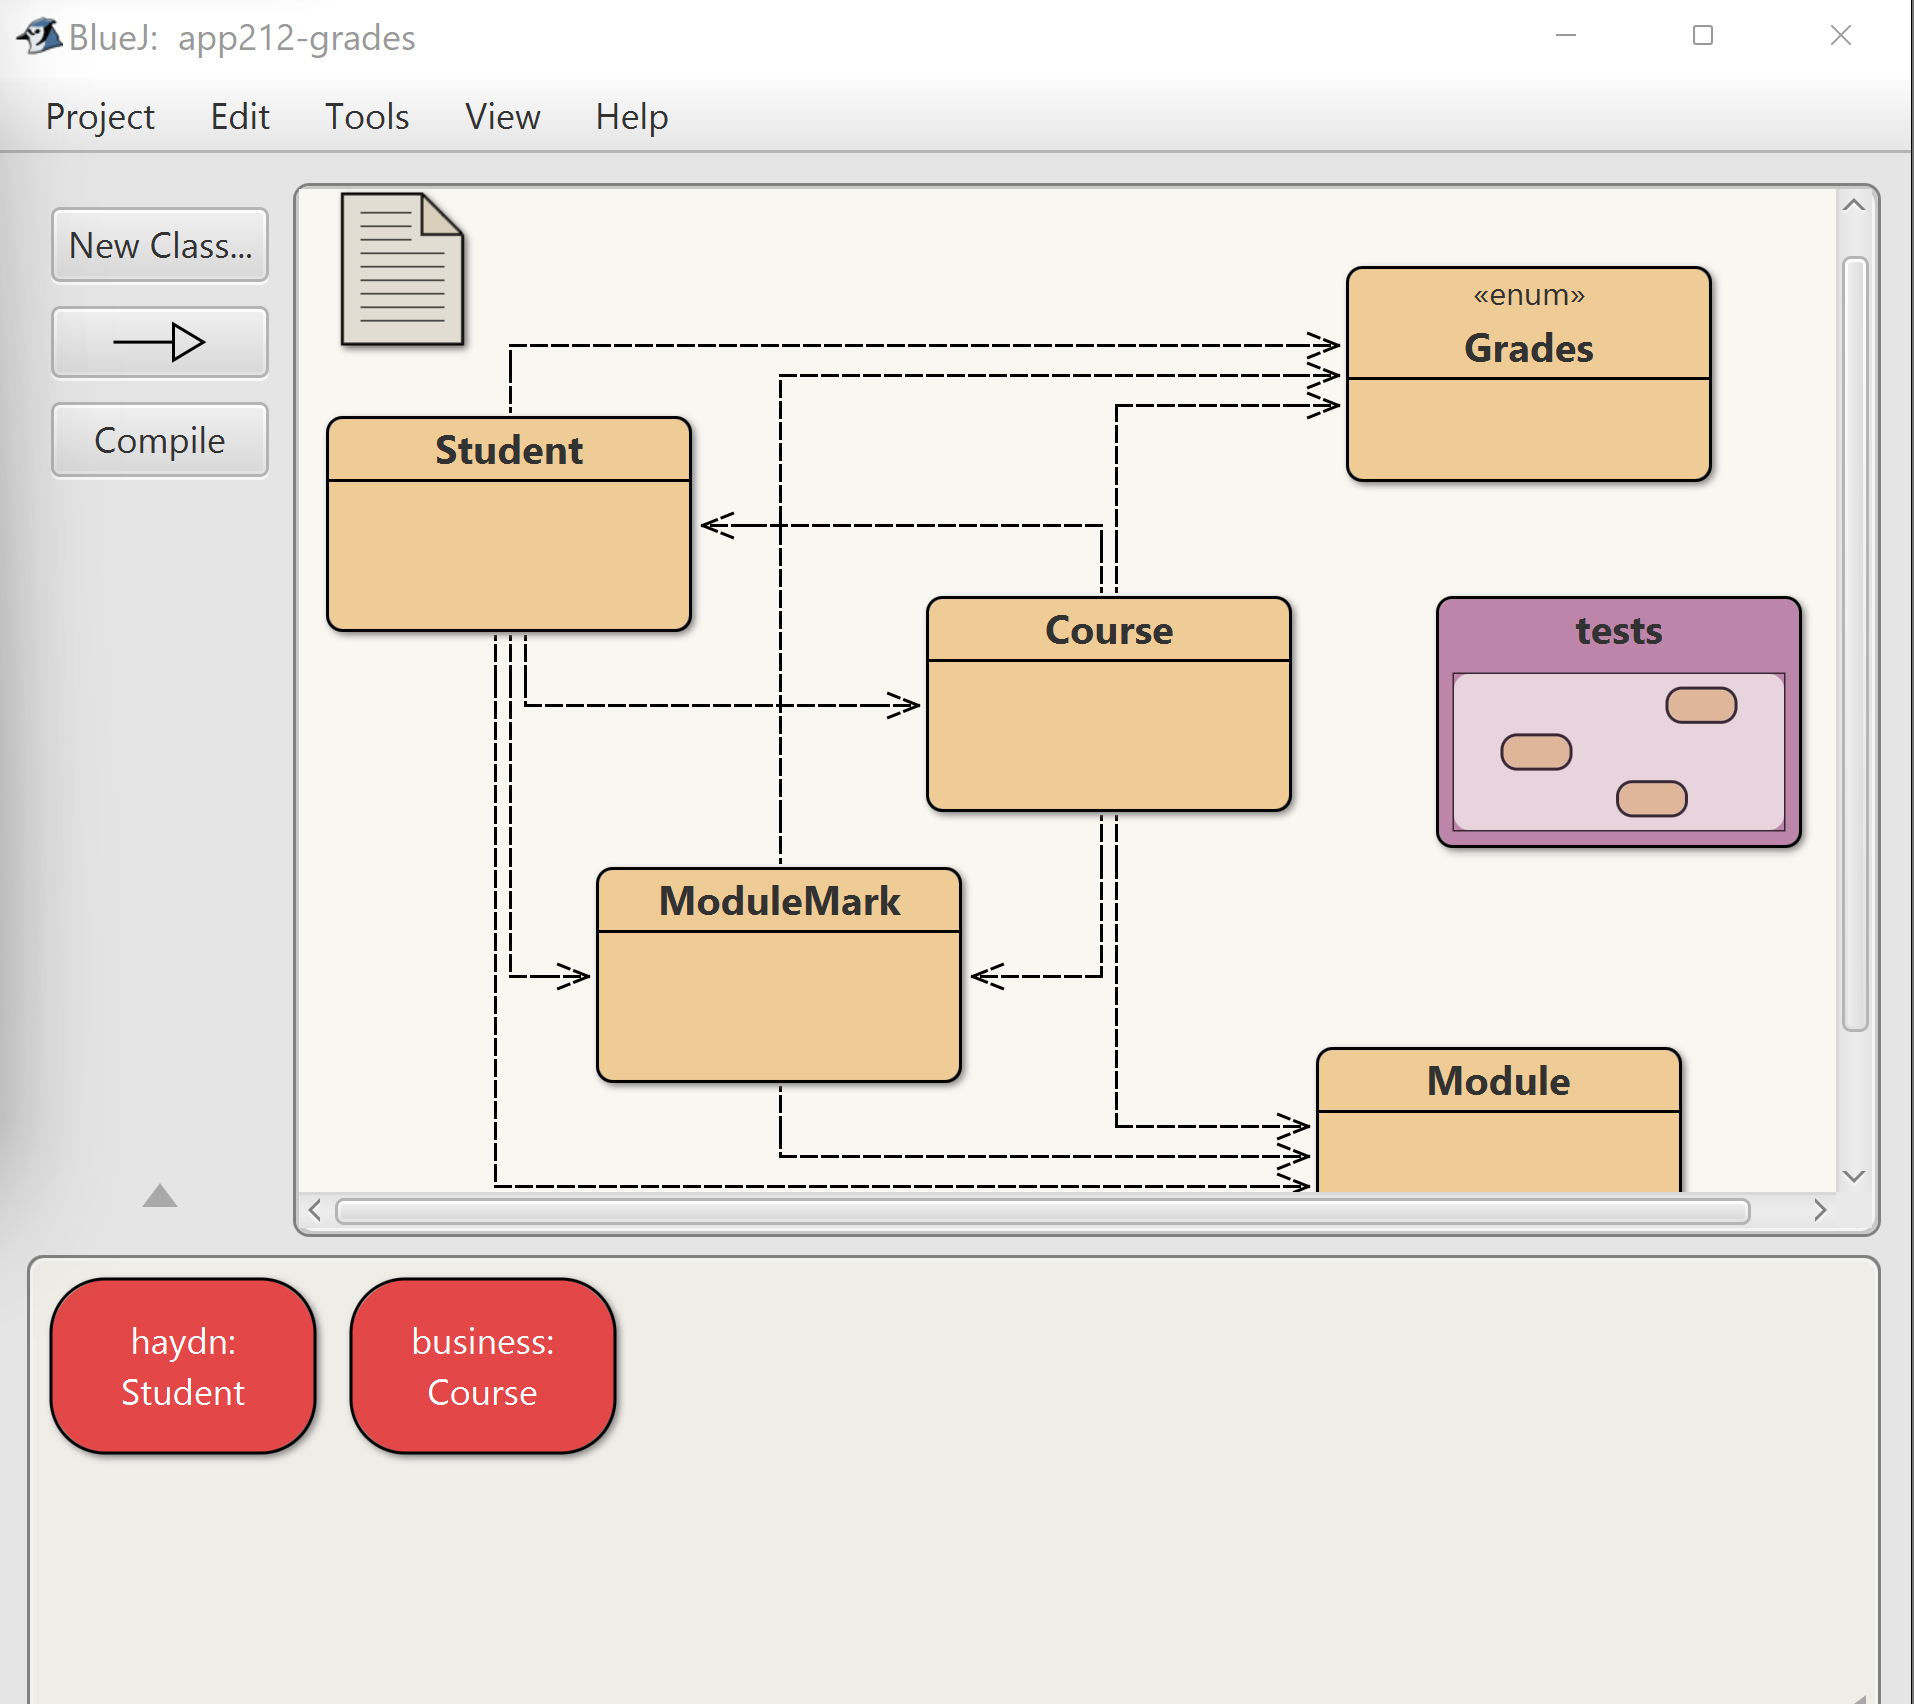 BlueJ:  app212-grades
Project Edit Tools View Help
New Class...
Compile
«enum»
Grades
Student
Course
tests
ModuleMark
Module
haydn:
Student
business:
Course